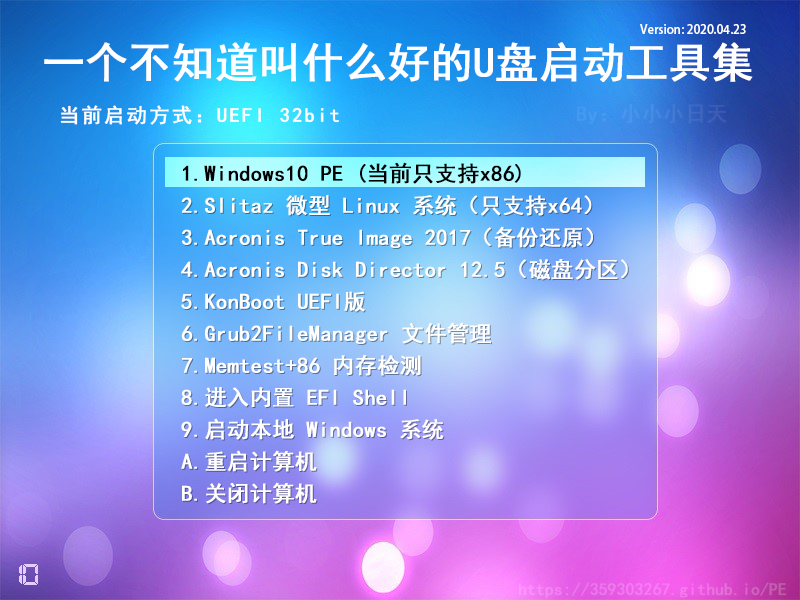 Version: 2020.04.23
一个不知道叫什么好的U盘启动工具集
当前启动方式：UEFI 32bit
By：小小小日天
1.Windows10 PE (当前只支持x86)
2.Slitaz 微型 Linux 系统（只支持x64）
3.Acronis True Image 2017（备份还原）
4.Acronis Disk Director 12.5（磁盘分区）
5.KonBoot UEFI版
6.Grub2FileManager 文件管理
7.Memtest+86 内存检测
8.进入内置 EFI Shell
9.启动本地 Windows 系统
A.重启计算机
B.关闭计算机
10
https://359303267.github.io/PE